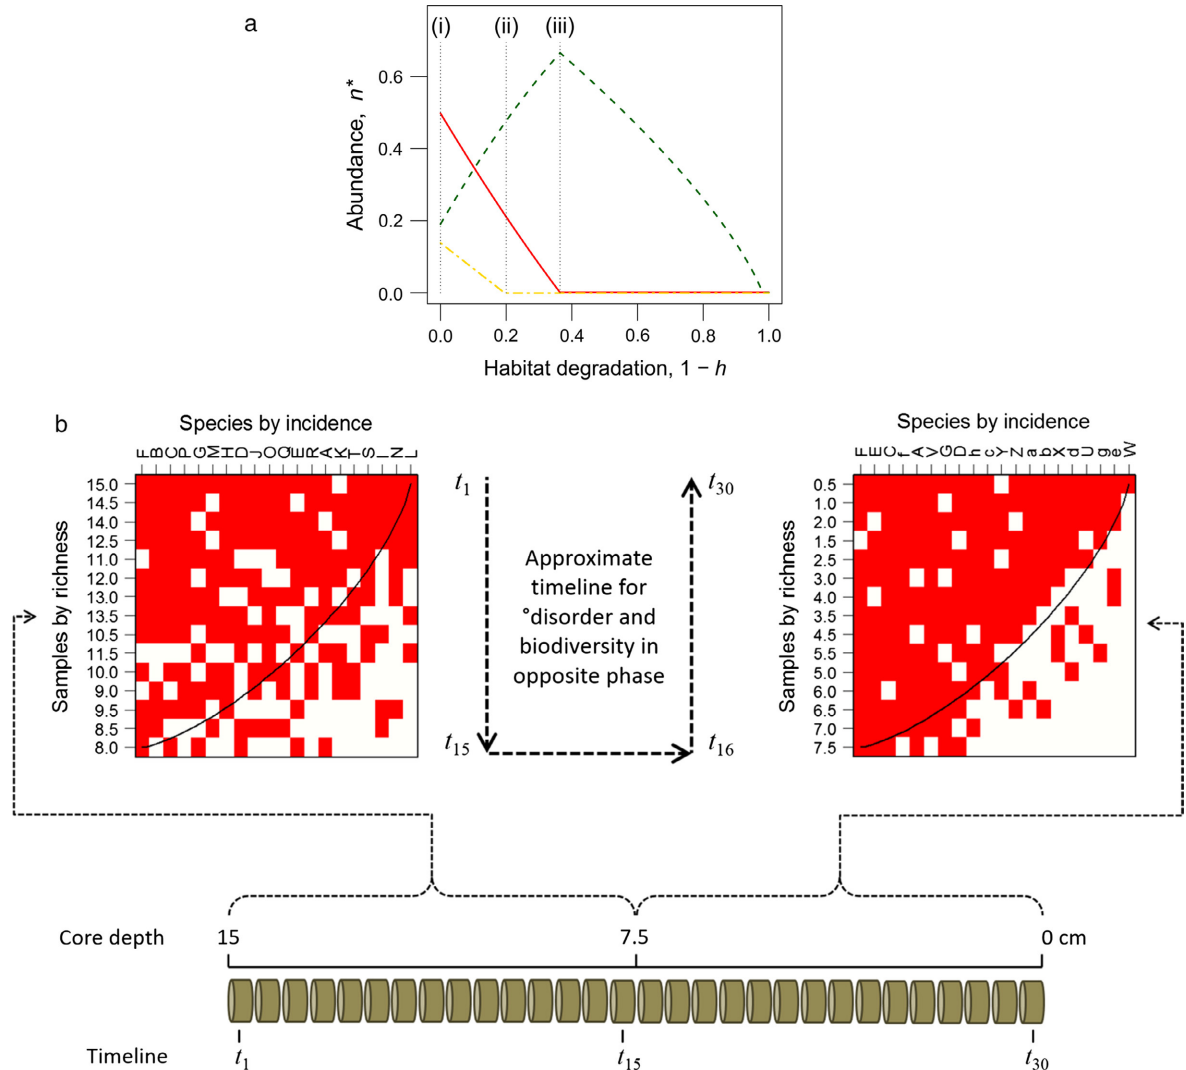 a
(i) (ii) (iii)
Abundance, n*
0.6
0.4
0.2
0.0
0.0 0.2 0.4 0.6 0.8 1.0
Habitat degradation, 1 − h
b
Species by incidence
F B C P G M H D J O Q E R A K T S I N L
Samples by richness
15.0
14.5
14.0
12.5
11.0
12.0
13.0
13.5
10.5
11.5
10.0
9.0
9.5
8.5
8.0
t1
t30
Approximate
timeline for
°disorder and
biodiversity in
opposite phase
t15
t16
Species by incidence
F E C f A V G D h c Y Z a b X d U g e W
Samples by richness
0.5
1.0
2.0
1.5
2.5
3.0
4.0
3.5
4.5
5.5
5.0
6.0
6.5
7.0
7.5
Core depth 15 7.5 0 cm
Timeline t1 t15 t30